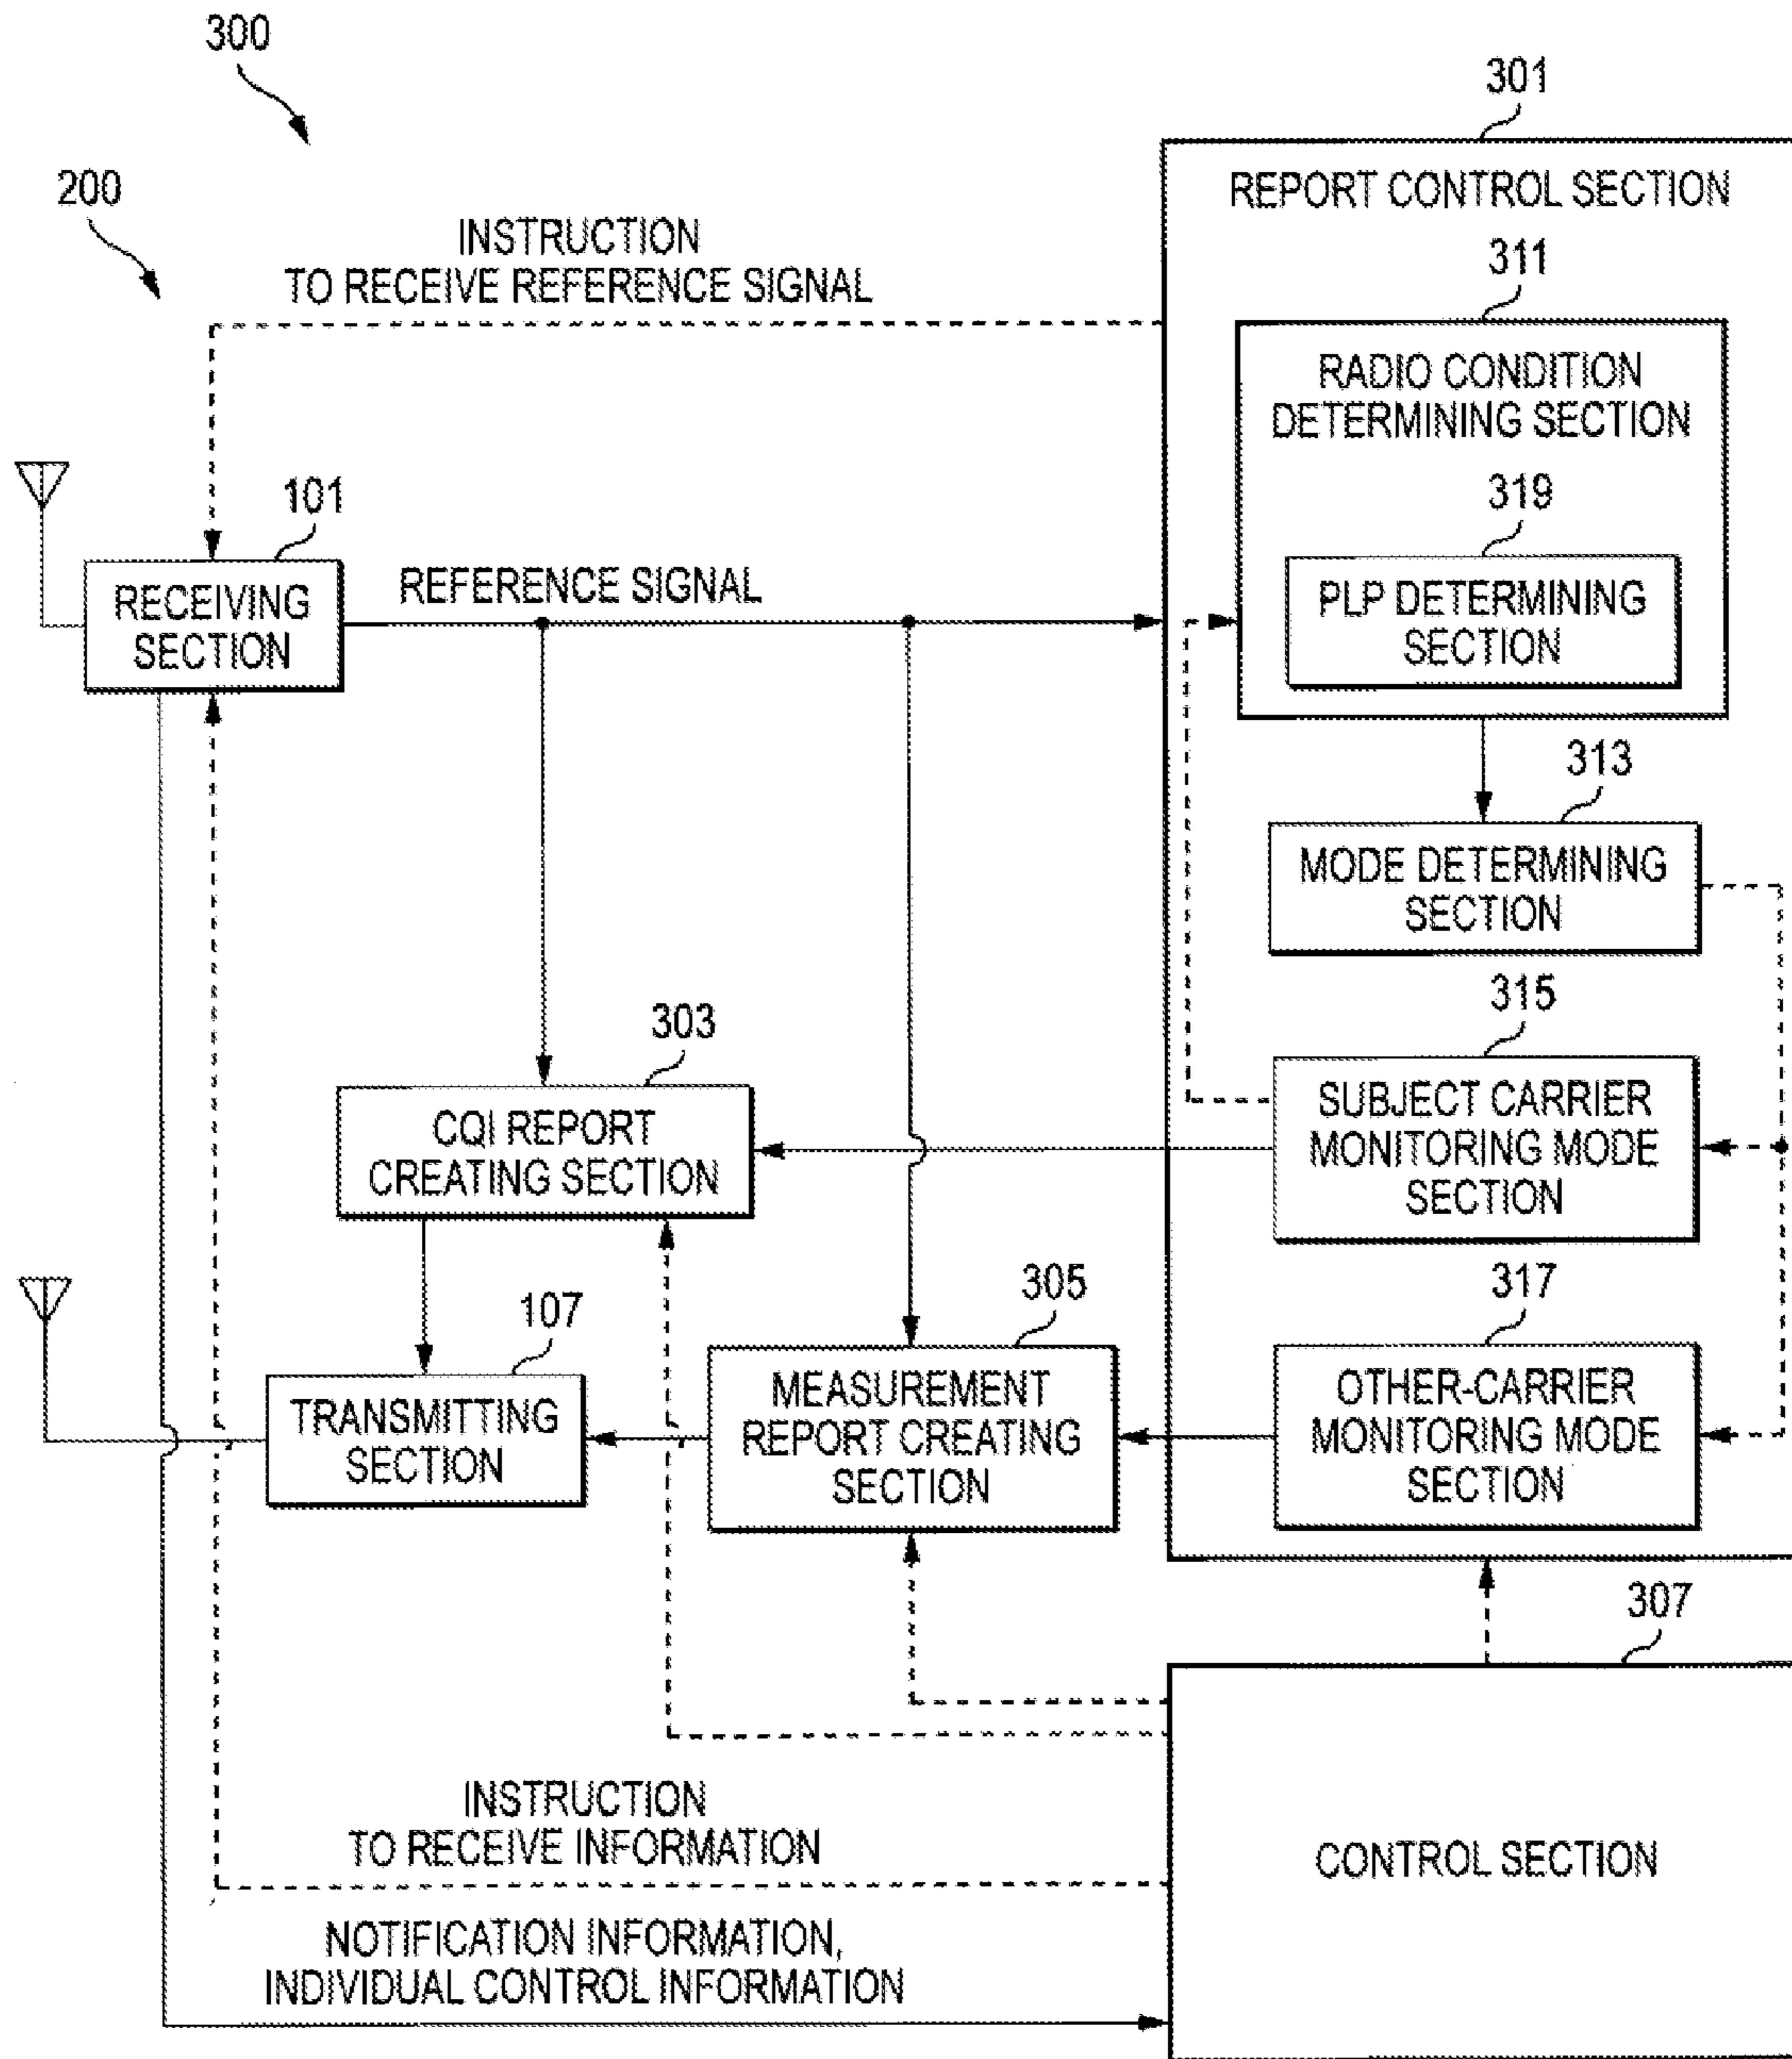 300
301
200
REPORT CONTROL SECTION
INSTRUCTION
TO RECEIVE REFERENCE SIGNAL
311
RADIO CONDITION
DETERMINING SECTION
101
319
RECEIVING
SECTION
REFERENCE SIGNAL
PLP DETERMINING
SECTION
313
MODE DETERMINING
SECTION
315
303
SUBJECT CARRIER
MONITORING MODE
SECTION
CQI REPORT
CREATING SECTION
317
305
107
OTHER-CARRIER
MONITORING MODE
SECTION
MEASUREMENT
REPORT CREATING
SECTION
TRANSMITTING
SECTION
307
INSTRUCTION
TO RECEIVE INFORMATION
CONTROL SECTION
NOTIFICATION INFORMATION,
INDIVIDUAL CONTROL INFORMATION